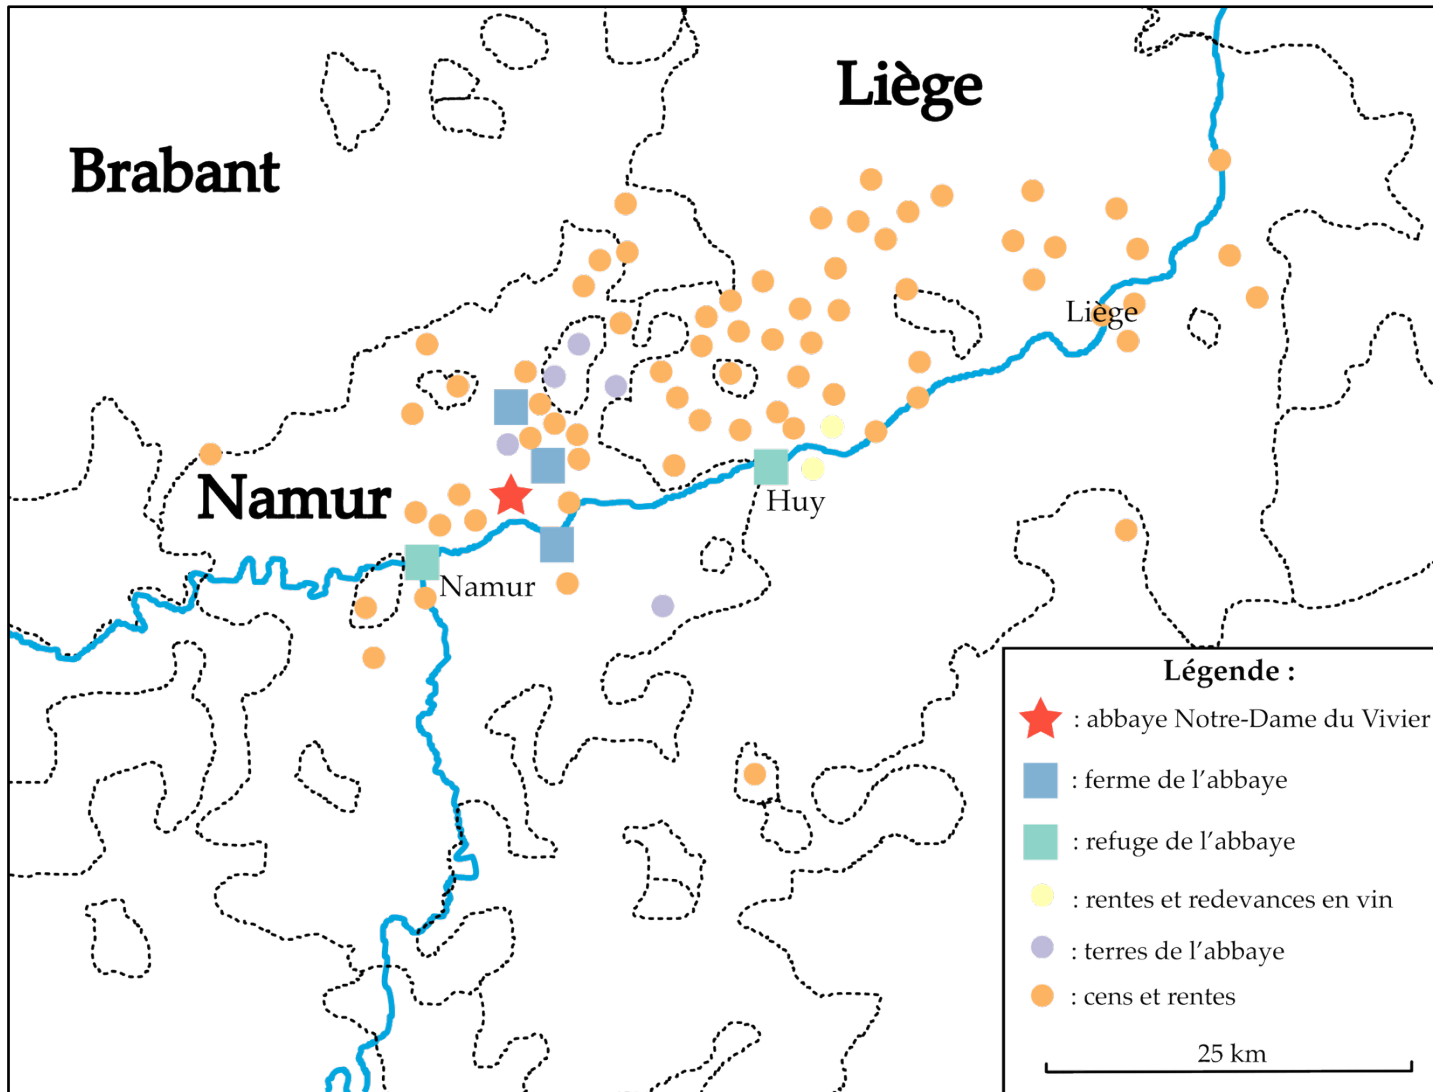 Liège
Brabant
Liège
Namur
Huy
Namur
Légende :
: abbaye Notre-Dame du Vivier
: ferme de l'abbaye
: refuge de l'abbaye
: rentes et redevances en vin
: terres de l'abbaye
: cens et rentes
25 km